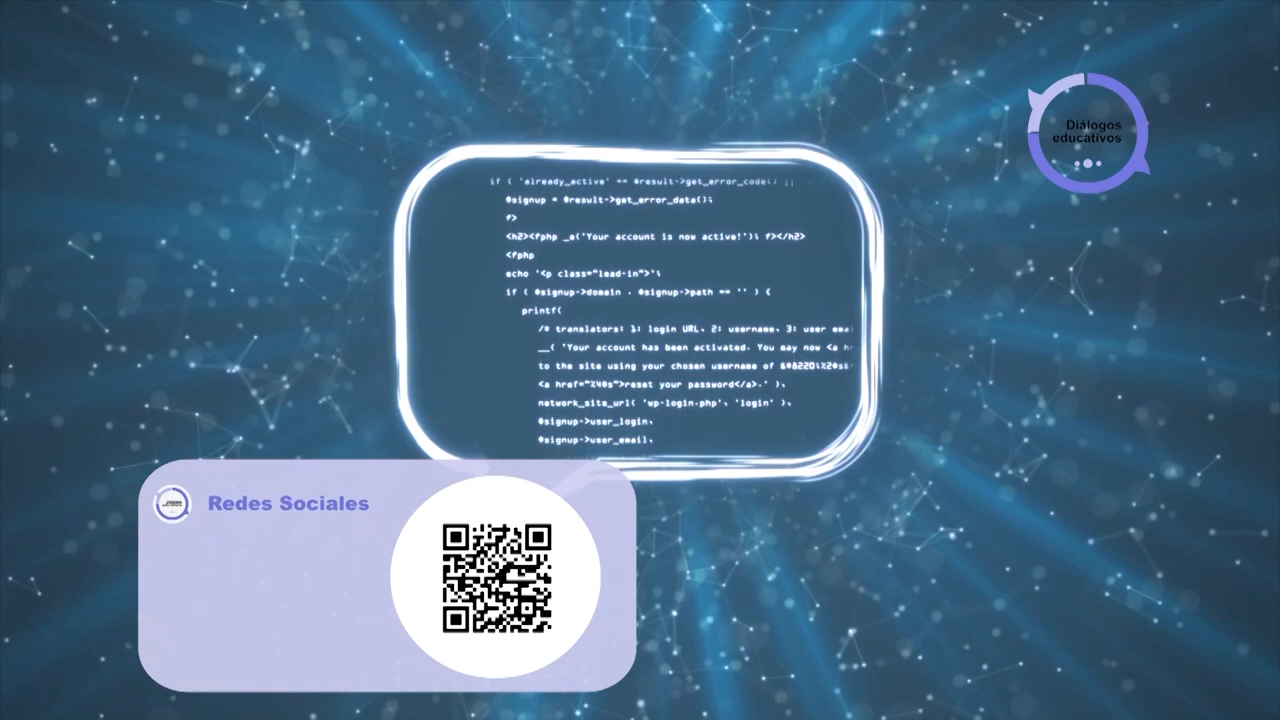 Diálogos
educativos
if ( 'already_active' == $result->get_error_code() ||
$signup = $result->get_error_data();
?>
<h2><?php _e('Your account is now active!'); ?></h2>
<?php
echo '<p class="lead-in">';
if ( $signup->domain . $signup->path == '' ) {
printf(
/* translators: 1: login URL, 2: username, 3: user
__( 'Your account has been activated. You may now <a
to the site using your chosen username of &#8220;%2$s
<a href="%4$s">reset your password</a>.' ),
network_site_url( 'wp-login.php', 'login' ),
$signup->user_login,
$signup->user_email,
Redes Sociales